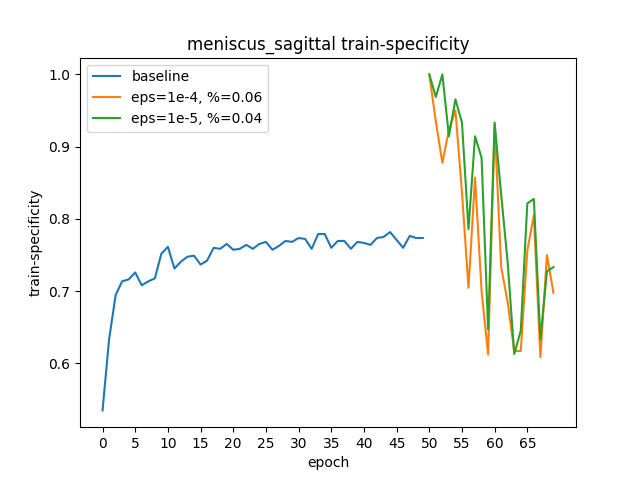 meniscus_sagittal train-specificity
baseline
eps=1e-4, %=0.06
eps=1e-5, %=0.04
train-specificity
1.0
0.9
0.8
0.7
0.6
0 5 10 15 20 25 30 35 40 45 50 55 60 65
epoch